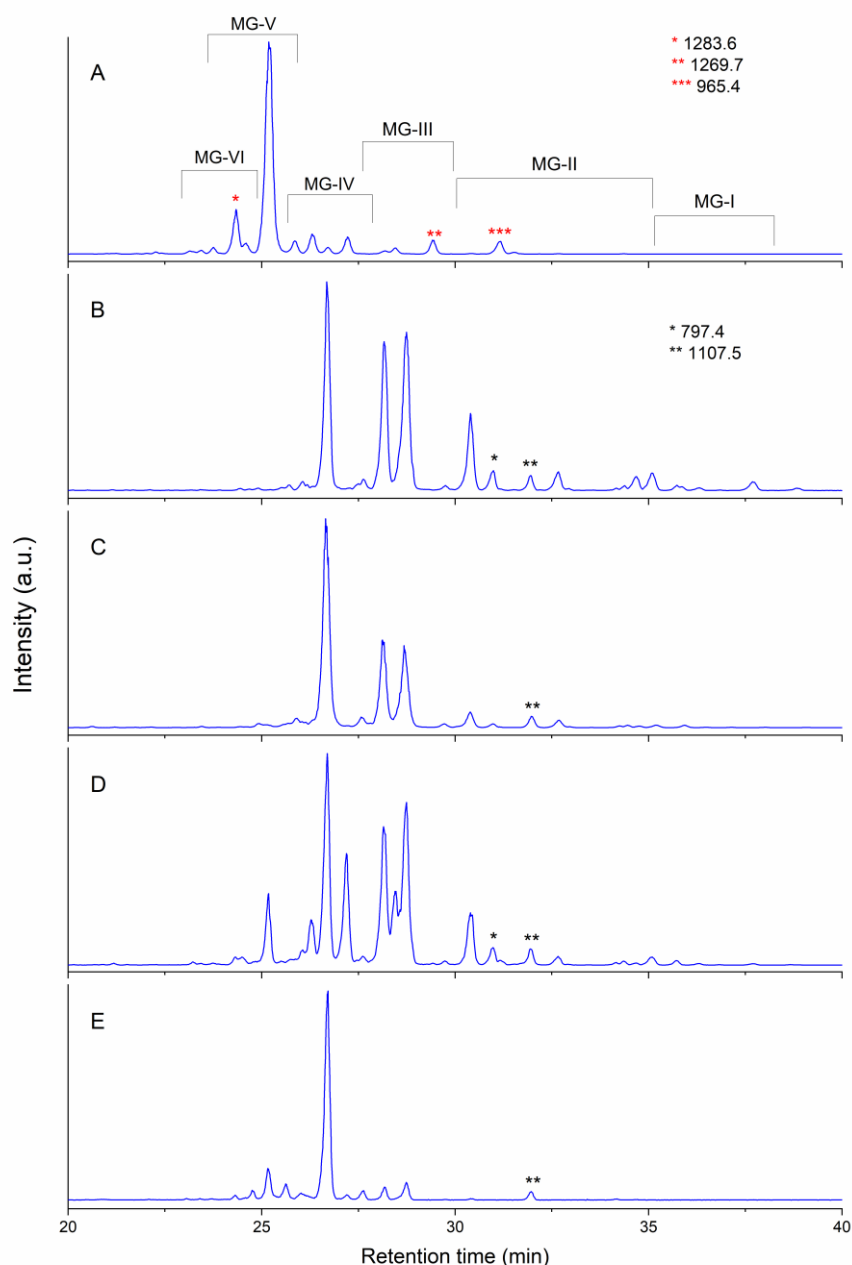 MG-V
* 1283.6
** 1269.7
*** 965.4
A
MG-III
MG-II
MG-VI
MG-IV
MG-I
*
**
***
B
* 797.4
** 1107.5
*
**
C
**
D
*
**
E
**
Intensity (a.u.)
20 25 30 35 40
Retention time (min)